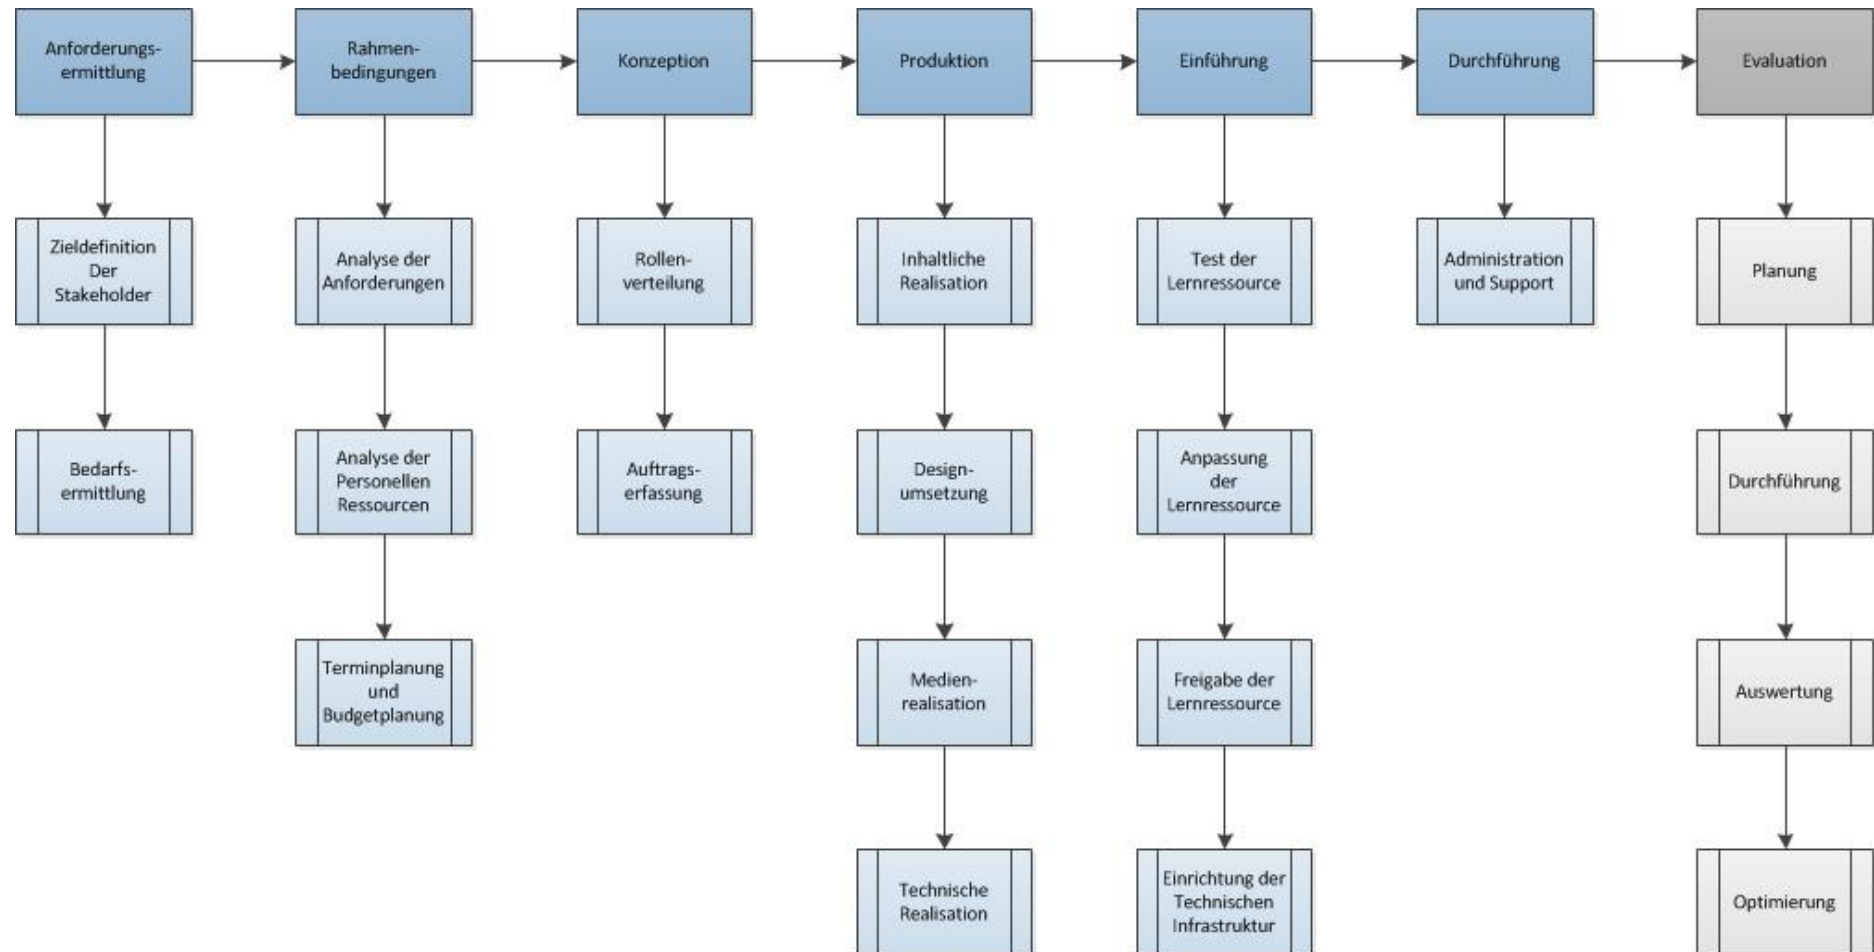 Anforderungs-
ermittlung
Rahmen-
bedingungen
Konzeption
Produktion
Einführung
Durchführung
Evaluation
Zieldefinition
Der
Stakeholder
Analyse der
Anforderungen
Rollen-
verteilung
Inhaltliche
Realisation
Test der
Lernressource
Administration
und Support
Planung
Bedarfs-
ermittlung
Analyse der
Personellen
Ressourcen
Auftrags-
erfassung
Design-
umsetzung
Anpassung
der
Lernressource
Durchführung
Terminplanung
und
Budgetplanung
Medien-
realisation
Freigabe der
Lernressource
Auswertung
Technische
Realisation
Einrichtung der
Technischen
Infrastruktur
Optimierung